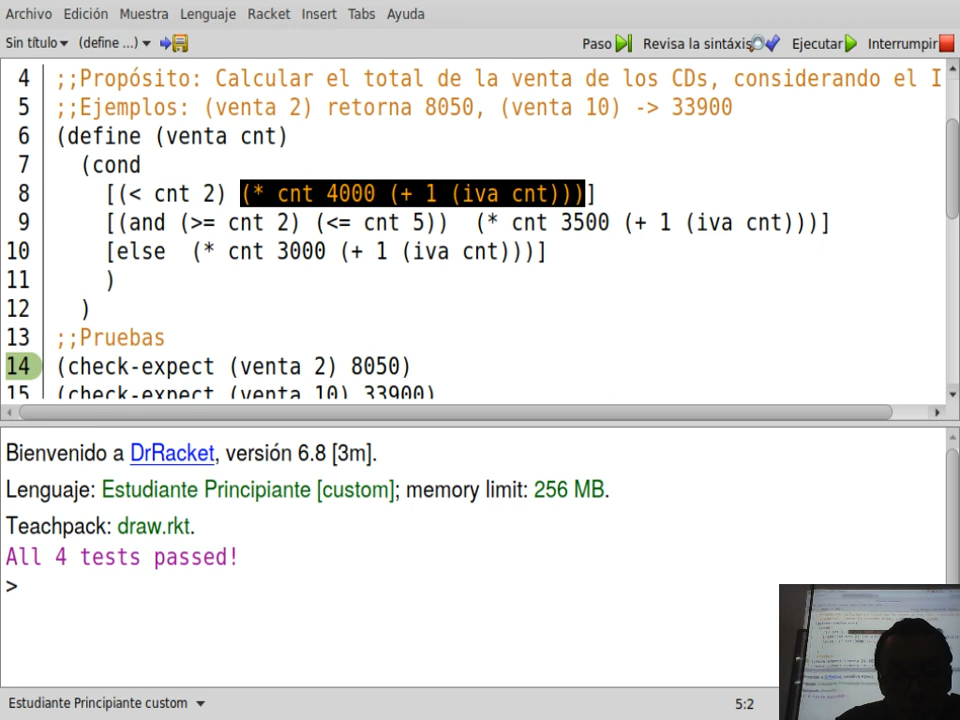 Archivo Edición Muestra Lenguaje Racket Insert Tabs Ayuda
Sin título (define ...) Paso Revisa la sintáxis Ejecutar Interrumpir
4 ;;Propósito: Calcular el total de la venta de los CDs, considerando el I
5 ;;Ejemplos: (venta 2) retorna 8050, (venta 10) -> 33900
6 (define (venta cnt)
7 (cond
8 [(< cnt 2) (* cnt 4000 (+ 1 (iva cnt)))]
9 [(and (>= cnt 2) (<= cnt 5)) (* cnt 3500 (+ 1 (iva cnt)))]
10 [else (* cnt 3000 (+ 1 (iva cnt)))]
11 )
12 )
13 ;;Pruebas
14 (check-expect (venta 2) 8050)
15 (check-expect (venta 10) 33900)
Bienvenido a DrRacket, versión 6.8 [3m].
Lenguaje: Estudiante Principiante [custom]; memory limit: 256 MB.
Teachpack: draw.rkt.
All 4 tests passed!
>
Estudiante Principiante custom 5:2